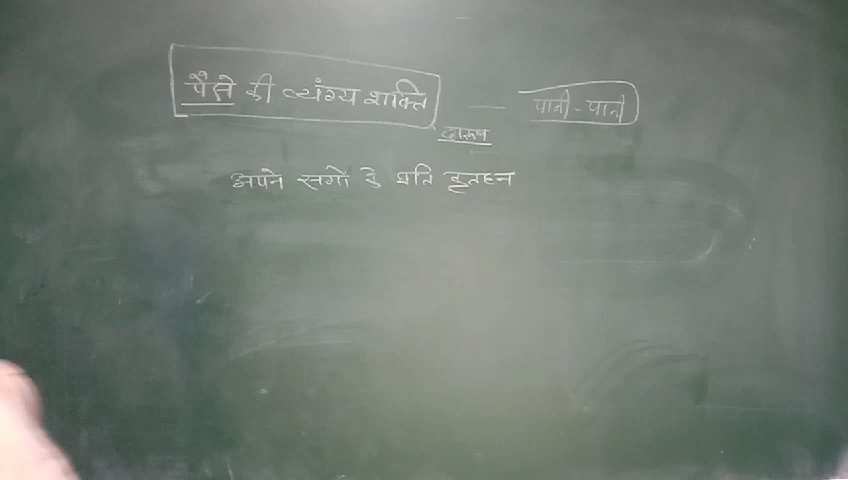 पैसे की व्यंग्य शक्ति — पानी - पानी
दारूण
अपने सगों के प्रति कृतघ्न